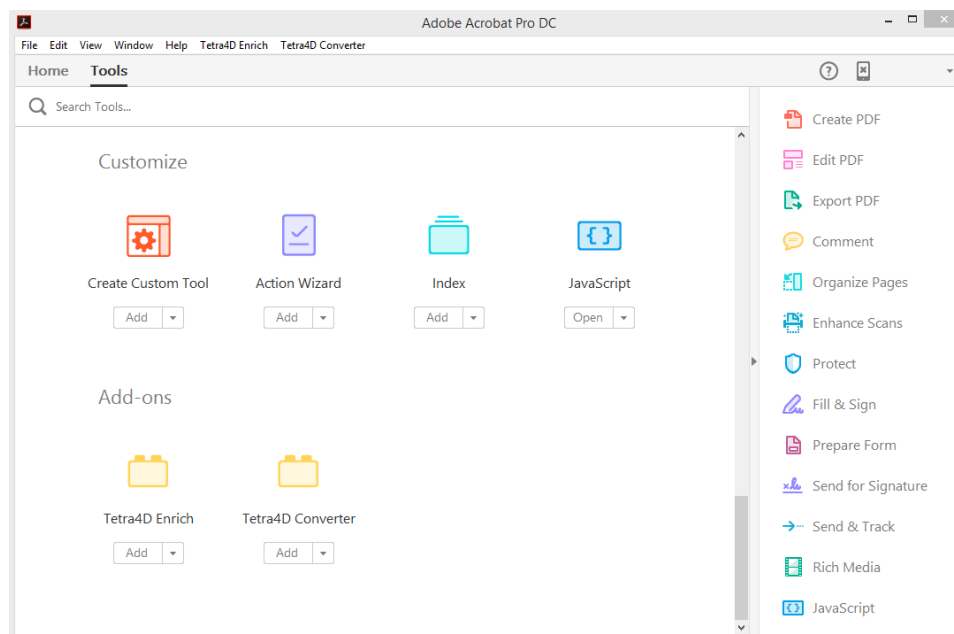 Adobe Acrobat Pro DC
File Edit View Window Help Tetra4D Enrich Tetra4D Converter
Home Tools
Search Tools...
Customize
Create Custom Tool Action Wizard Index JavaScript
Add Add Add Open
Add-ons
Tetra4D Enrich Tetra4D Converter
Add Add
Create PDF
Edit PDF
Export PDF
Comment
Organize Pages
Enhance Scans
Protect
Fill & Sign
Prepare Form
Send for Signature
Send & Track
Rich Media
JavaScript